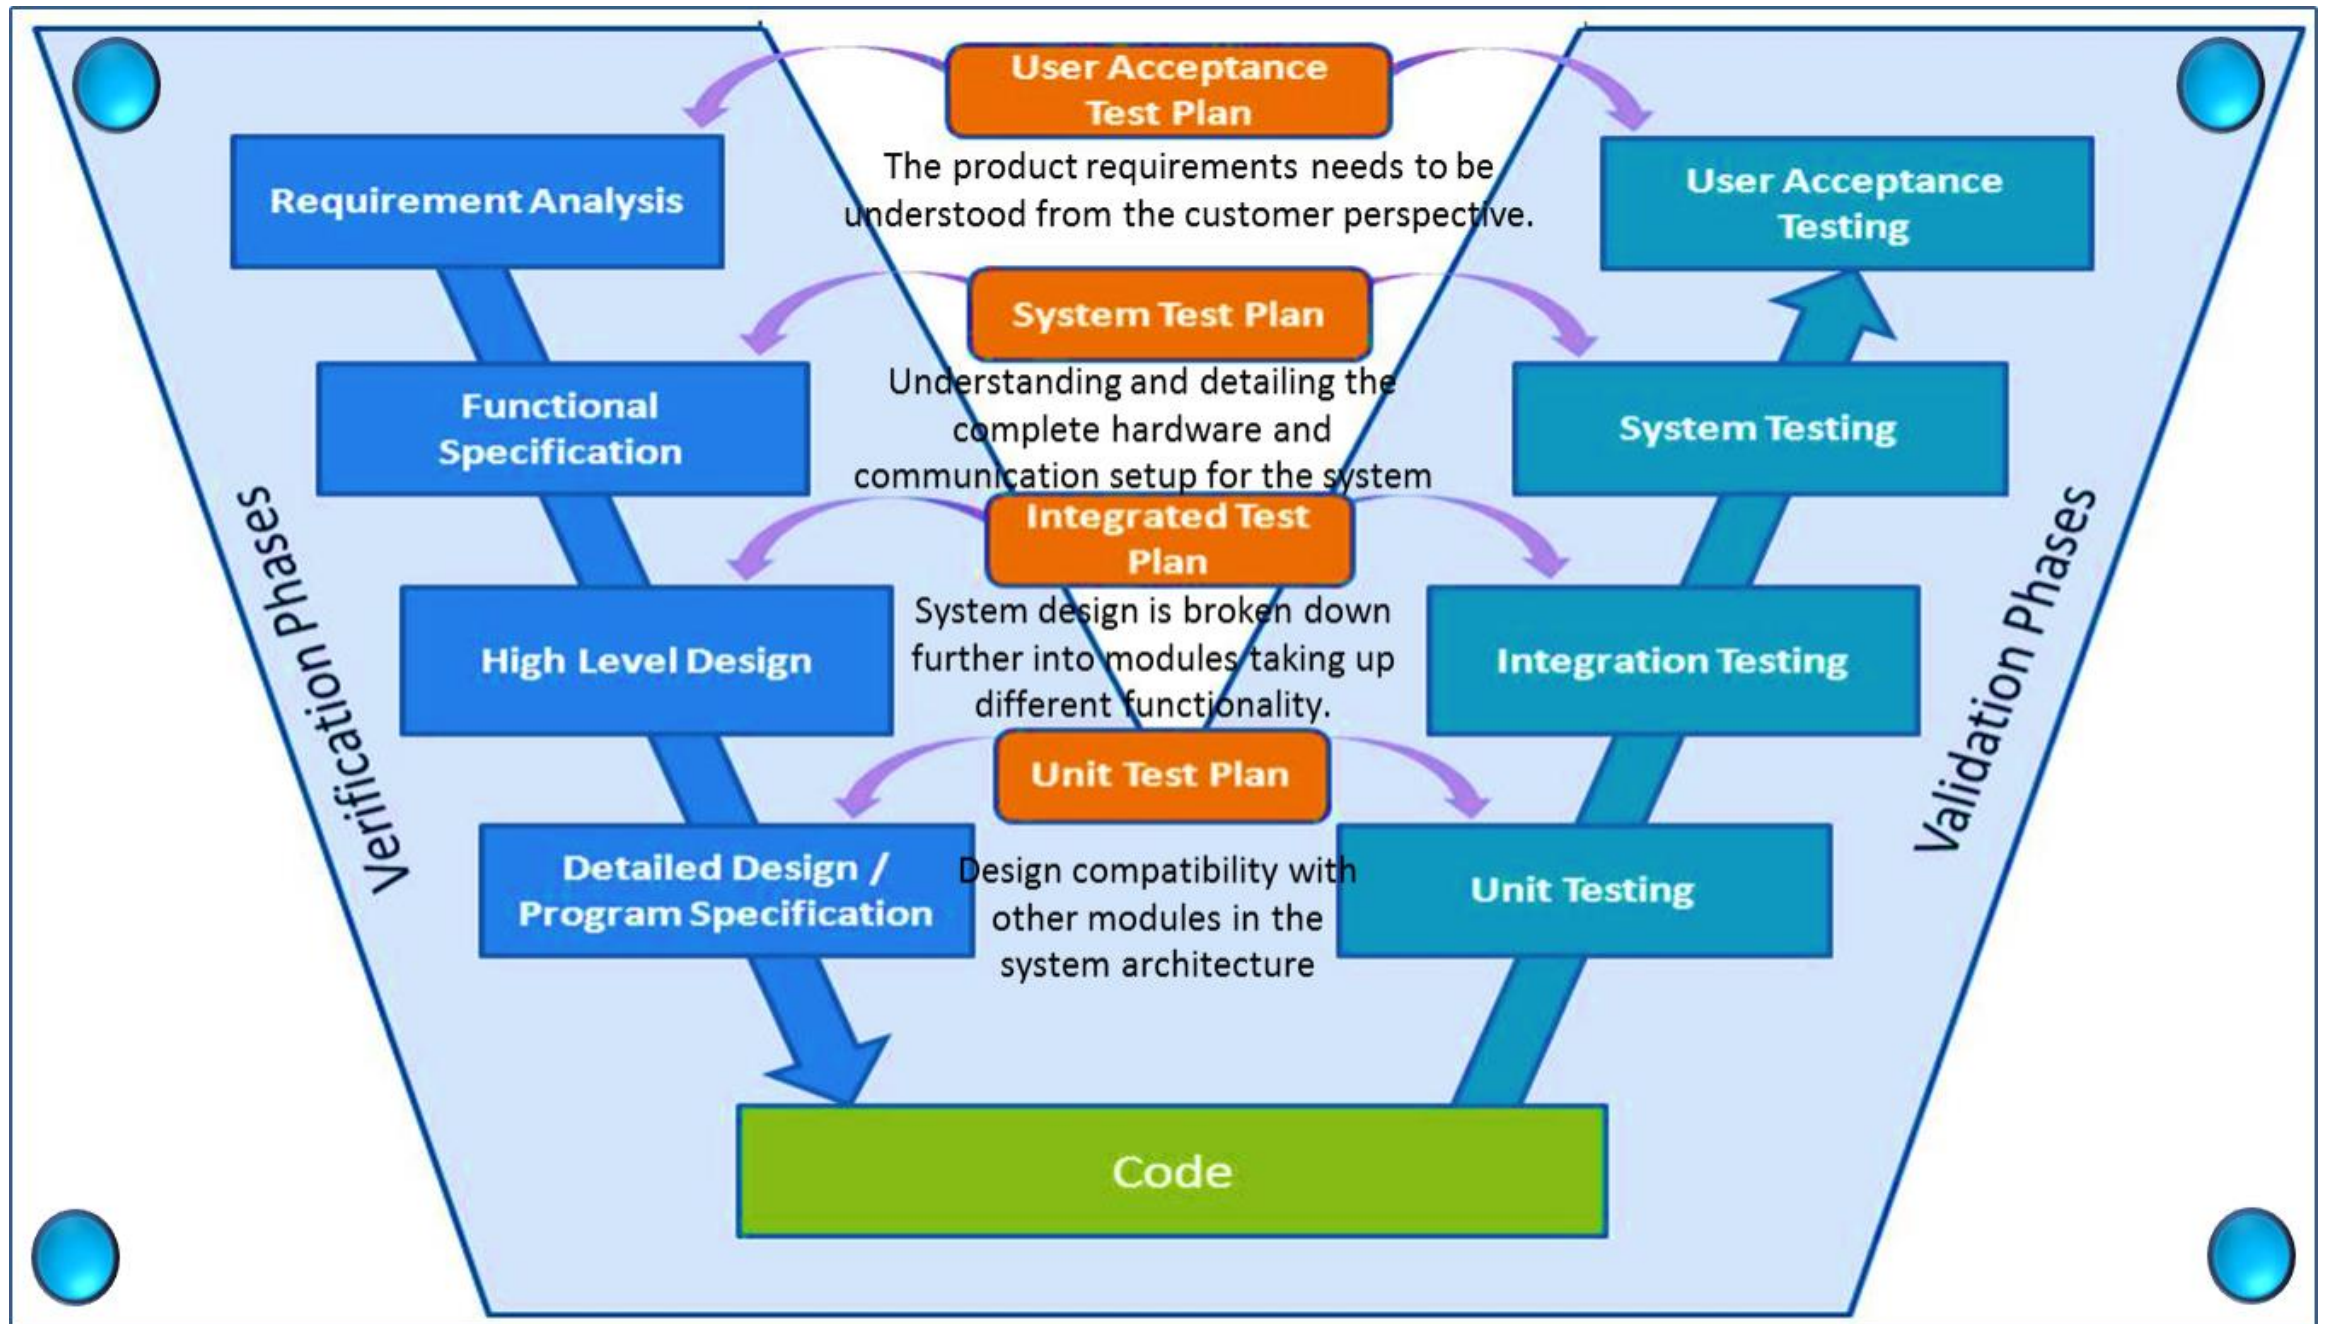 User Acceptance
Test Plan
The product requirements needs to be
understood from the customer perspective.
Requirement Analysis
User Acceptance
Testing
System Test Plan
Understanding and detailing the
complete hardware and
communication setup for the system
Functional
Specification
System Testing
Integrated Test
Plan
System design is broken down
further into modules taking up
different functionality.
High Level Design
Integration Testing
Unit Test Plan
Design compatibility with
other modules in the
system architecture
Detailed Design /
Program Specification
Unit Testing
Verification Phases
Validation Phases
Code